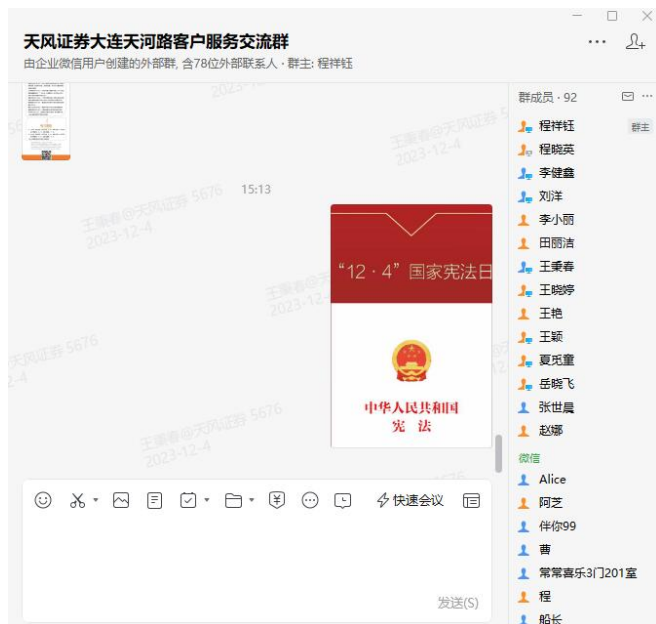 天风证券大连天河路客户服务交流群
由企业微信用户创建的外部群, 含78位外部联系人 · 群主: 程祥钰
15:13
“12 · 4”国家宪法日
中华人民共和国
宪 法
快速会议
发送(S)
群成员 · 92
程祥钰 群主
程晓英
李健鑫
刘洋
李小丽
田丽洁
王秉春
王晓婷
王艳
王颖
夏兎童
岳晓飞
张世晨
赵娜
微信
Alice
阿芝
伴你99
曹
常常喜乐3门201室
程
船长
王秉春@天风证券 5676
2023-12-4